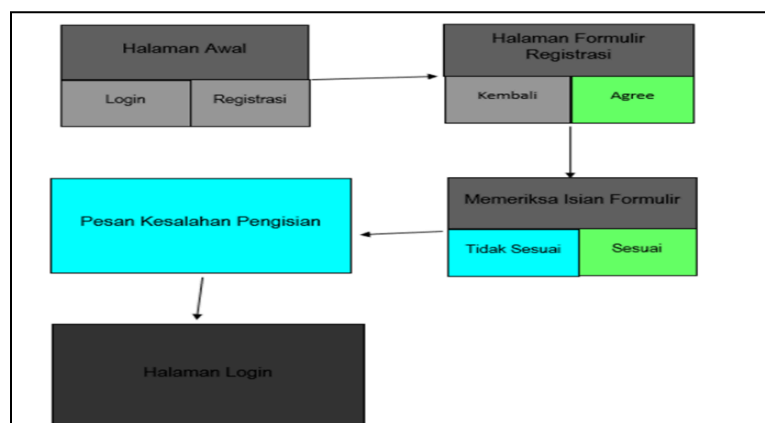 Halaman Awal
Login
Registrasi
Halaman Formulir
Registrasi
Kembali
Agree
Memeriksa Isian Formulir
Tidak Sesuai
Sesuai
Pesan Kesalahan Pengisian
Halaman Login